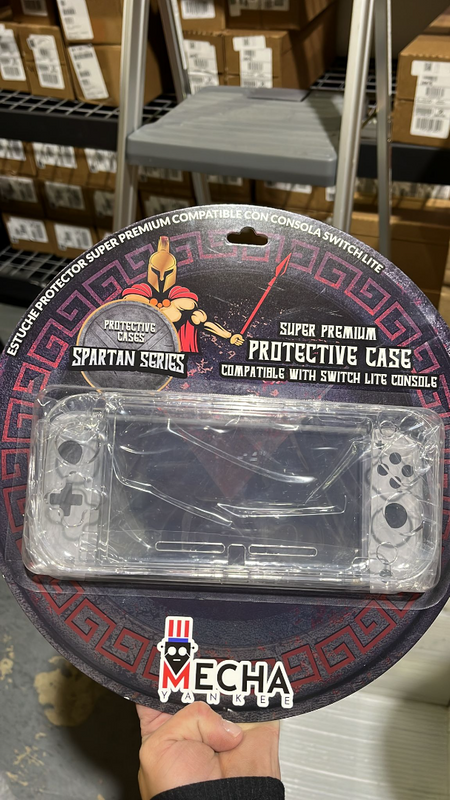 ESTUCHE PROTECTOR SUPER PREMIUM COMPATIBLE CON CONSOLA SWITCH LITE
PROTECTIVE
CASES
SPARTAN SERIES
SUPER PREMIUM
PROTECTIVE CASE
COMPATIBLE WITH SWITCH LITE CONSOLE
MECHA
YANKEE